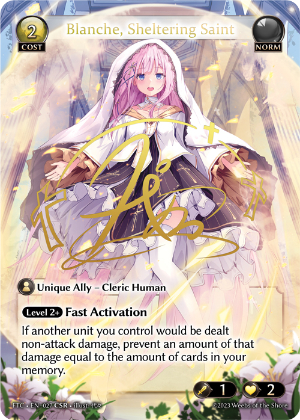 Blanche, Sheltering Saint
2
COST
NORM
Unique Ally – Cleric Human
Level 2+ Fast Activation
If another unit you control would be dealt
non-attack damage, prevent an amount of that
damage equal to the amount of cards in your
memory.
1
2
CSR
©2023 Weebs of the Shore